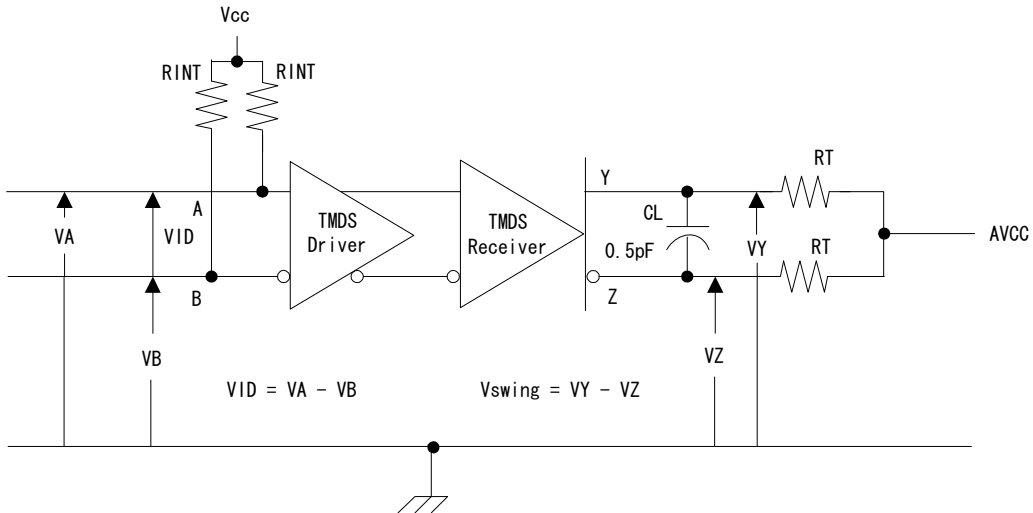 Vcc
RINT
RINT
A
B
VA
VID
VB
TMDS
Driver
TMDS
Receiver
Y
Z
CL
0.5pF
VY
VZ
RT
RT
AVCC
VID = VA - VB
Vswing = VY - VZ